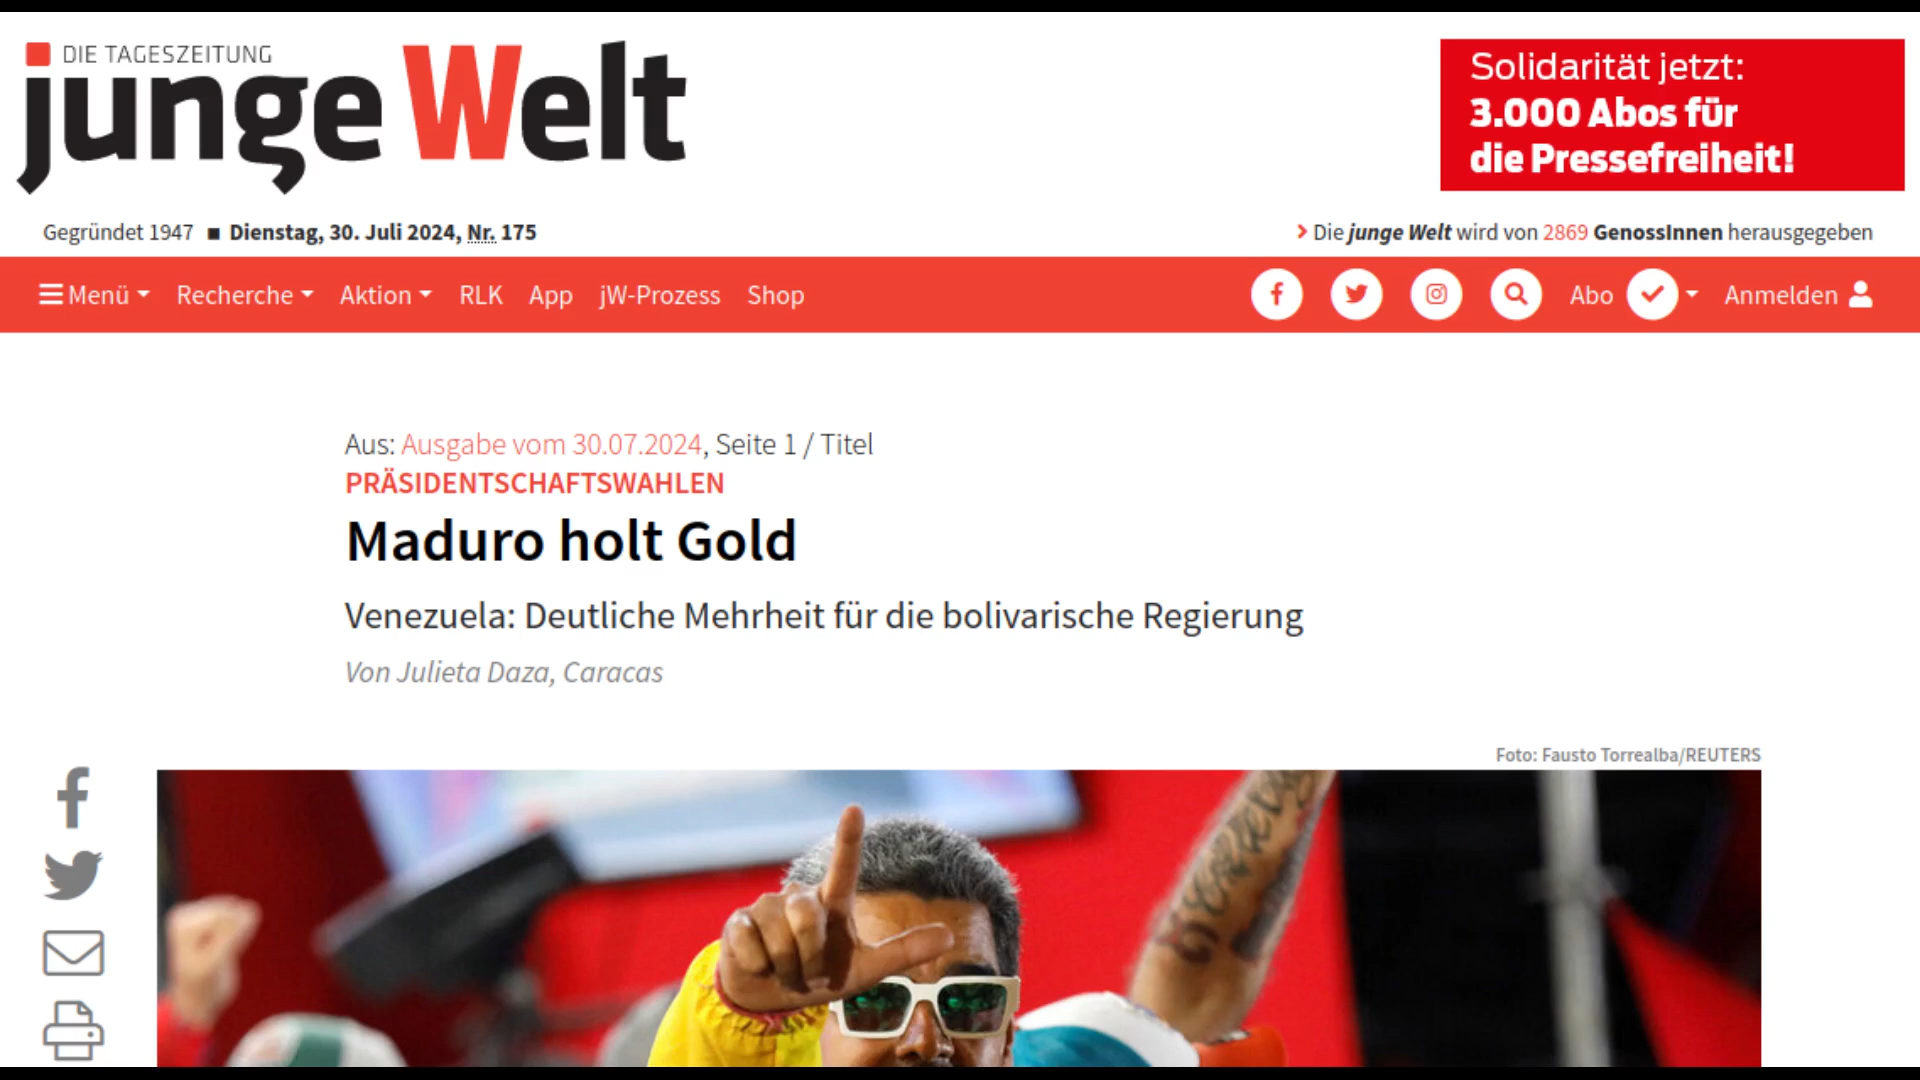 DIE TAGESZEITUNG
junge Welt
Solidarität jetzt:
3.000 Abos für
die Pressefreiheit!
Gegründet 1947 ■ Dienstag, 30. Juli 2024, Nr. 175
Die junge Welt wird von 2869 GenossInnen herausgegeben
Menü Recherche Aktion RLK App jW-Prozess Shop
Abo Anmelden
Aus: Ausgabe vom 30.07.2024, Seite 1 / Titel
PRÄSIDENTSCHAFTSWAHLEN
Maduro holt Gold
Venezuela: Deutliche Mehrheit für die bolivarische Regierung
Von Julieta Daza, Caracas
Foto: Fausto Torrealba/REUTERS